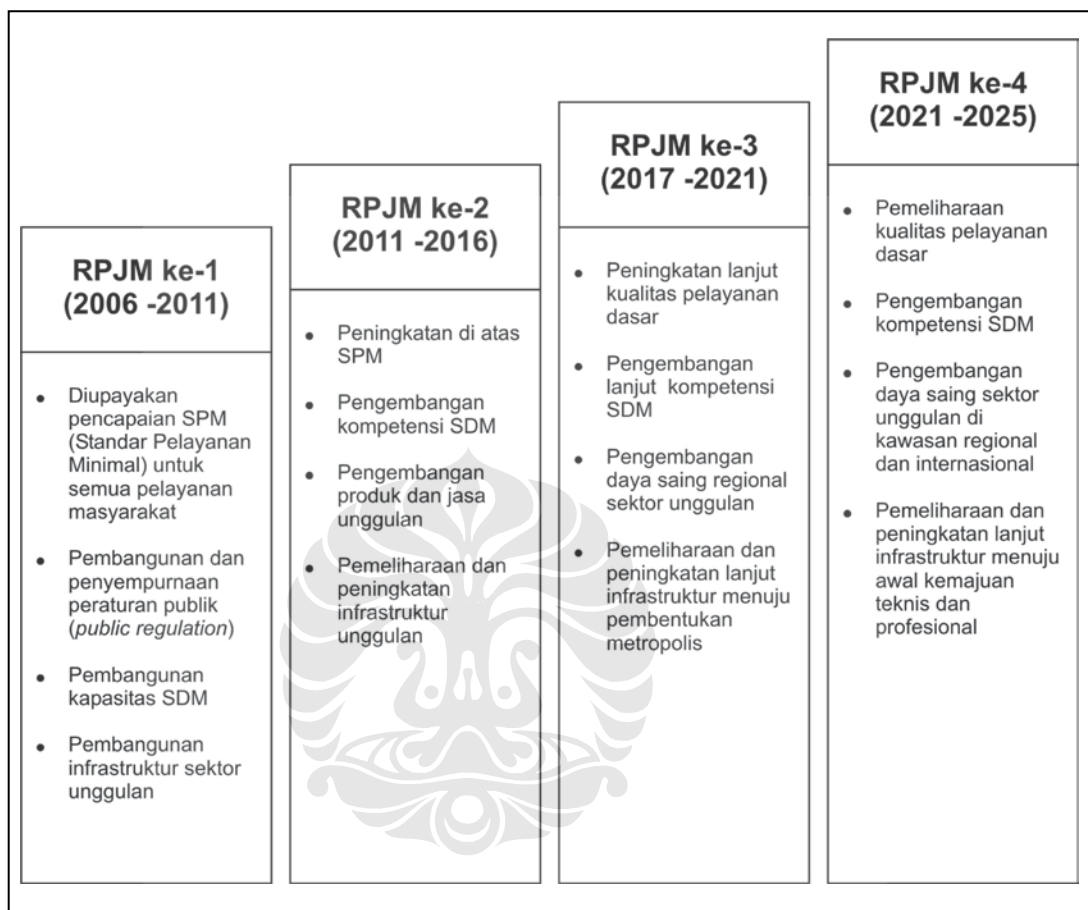 RPJM ke-1
(2006 -2011)
• Diupayakan
pencapaian SPM
(Standar Pelayanan
Minimal) untuk
semua pelayanan
masyarakat
• Pembangunan dan
penyempurnaan
peraturan publik
(public regulation)
• Pembangunan
kapasitas SDM
• Pembangunan
infrastruktur sektor
unggulan
RPJM ke-2
(2011 -2016)
• Peningkatan di atas
SPM
• Pengembangan
kompetensi SDM
• Pengembangan
produk dan jasa
unggulan
• Pemeliharaan dan
peningkatan
infrastruktur
unggulan
RPJM ke-3
(2017 -2021)
• Peningkatan lanjut
kualitas pelayanan
dasar
• Pengembangan
lanjut kompetensi
SDM
• Pengembangan
daya saing regional
sektor unggulan
• Pemeliharaan dan
peningkatan lanjut
infrastruktur menuju
pembentukan
metropolis
RPJM ke-4
(2021 -2025)
• Pemeliharaan
kualitas pelayanan
dasar
• Pengembangan
kompetensi SDM
• Pengembangan
daya saing sektor
unggulan di
kawasan regional
dan internasional
• Pemeliharaan dan
peningkatan lanjut
infrastruktur menuju
awal kemajuan
teknis dan
profesional